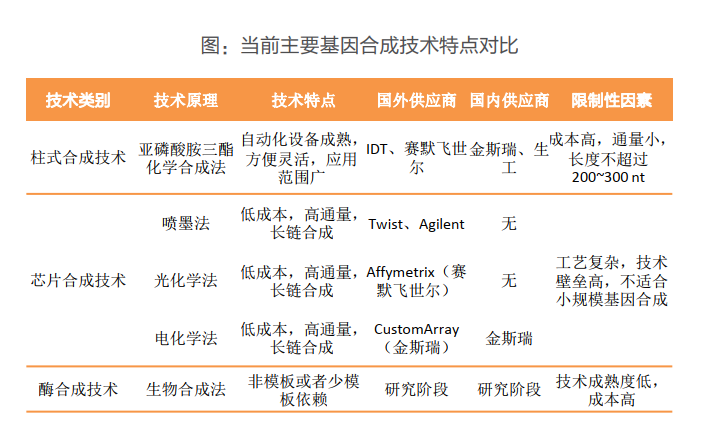 图：当前主要基因合成技术特点对比
技术类别 技术原理 技术特点 国外供应商 国内供应商 限制性因素
柱式合成技术
亚磷酸胺三酯
化学合成法
自动化设备成熟，
方便灵活，应用
范围广
IDT、赛默飞世
尔
金斯瑞、生
工
成本高，通量小，
长度不超过
200~300 nt
芯片合成技术
喷墨法
低成本，高通量，
长链合成
Twist、Agilent
无
光化学法
低成本，高通量，
长链合成
Affymetrix（赛
默飞世尔）
无
工艺复杂，技术
壁垒高，不适合
小规模基因合成
电化学法
低成本，高通量，
长链合成
CustomArray
（金斯瑞）
金斯瑞
酶合成技术
生物合成法
非模板或者少模
板依赖
研究阶段
研究阶段
技术成熟度低，
成本高